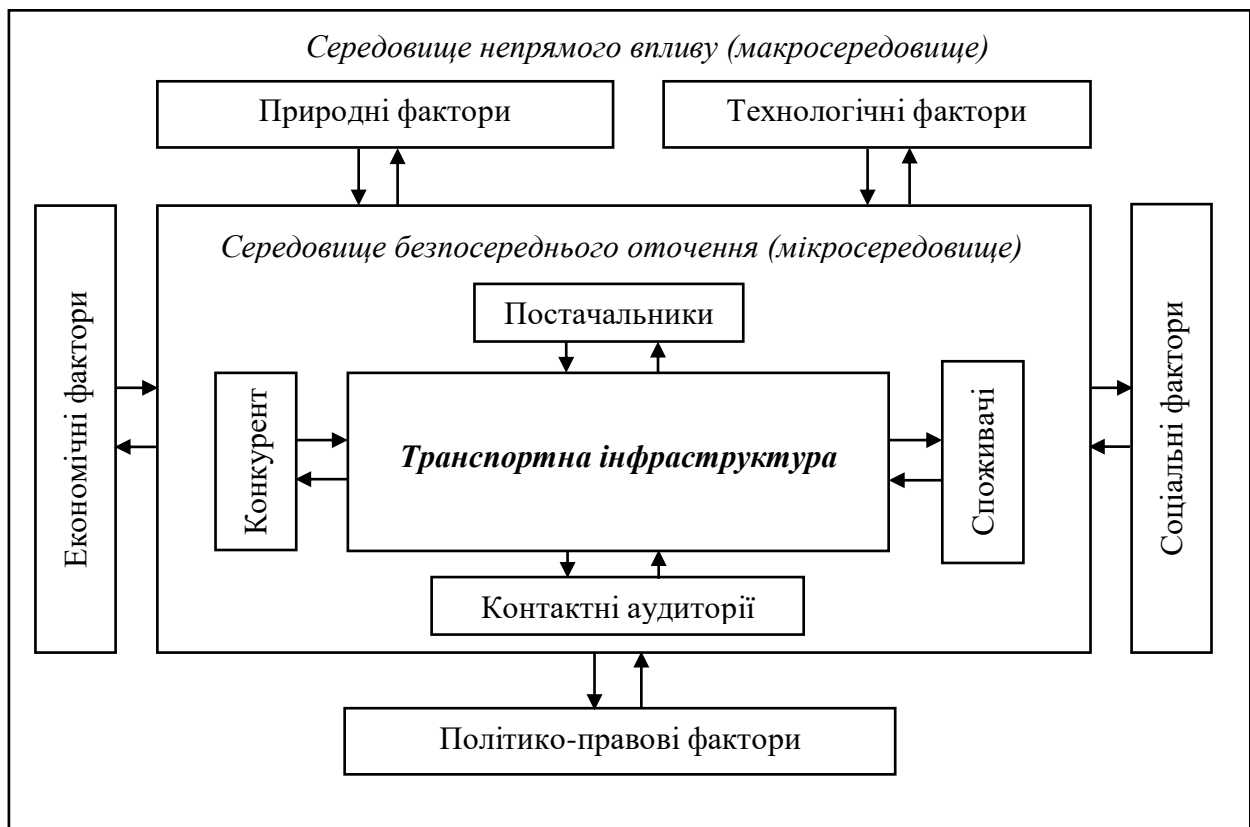 Середовище непрямого впливу (макросередовище)
Природні фактори
Технологічні фактори
Економічні фактори
Середовище безпосереднього оточення (мікросередовище)
Постачальники
Конкурент
Транспортна інфраструктура
Споживачі
Соціальні фактори
Контактні аудиторії
Політико-правові фактори